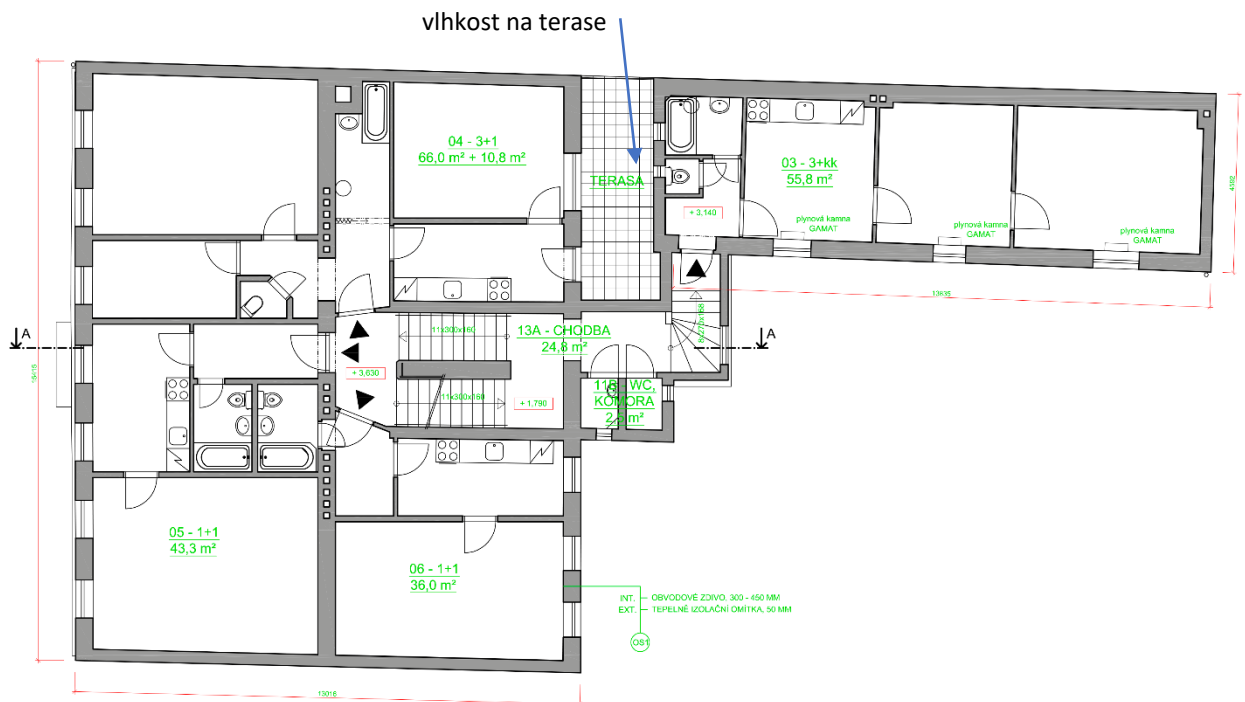 vlhkost na terase
04 - 3+1
66,0 m² + 10,8 m²
TERASA
03 - 3+kk
55,8 m²
+ 3,140
plynová kamna
GAMAT
plynová kamna
GAMAT
plynová kamna
GAMAT
13635
A
11x300x160
13A - CHODBA
24,8 m²
A
+ 3,630
11x300x160
+ 1,790
11B - WC,
KOMORA
05 - 1+1
43,3 m²
06 - 1+1
36,0 m²
INT. OBVODOVÉ ZDIVO, 300 - 450 MM
EXT. TEPELNĚ IZOLAČNÍ OMÍTKA, 50 MM
OS1
13016